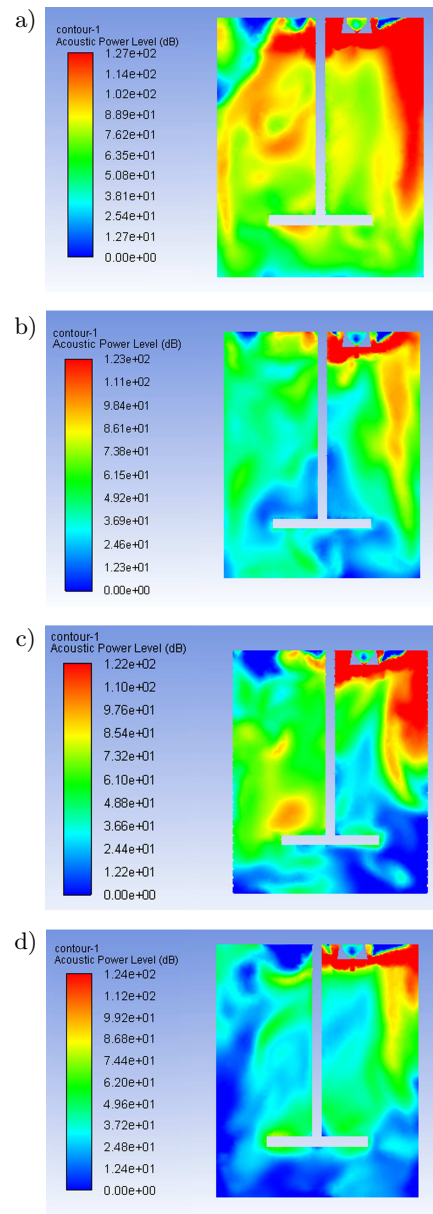 a)
contour-1
Acoustic Power Level (dB)
1.27e+02
1.14e+02
1.02e+02
8.89e+01
7.62e+01
6.35e+01
5.08e+01
3.81e+01
2.54e+01
1.27e+01
0.00e+00
b)
contour-1
Acoustic Power Level (dB)
1.23e+02
1.11e+02
9.84e+01
8.61e+01
7.38e+01
6.15e+01
4.92e+01
3.69e+01
2.46e+01
1.23e+01
0.00e+00
c)
contour-1
Acoustic Power Level (dB)
1.22e+02
1.10e+02
9.76e+01
8.54e+01
7.32e+01
6.10e+01
4.88e+01
3.66e+01
2.44e+01
1.22e+01
0.00e+00
d)
contour-1
Acoustic Power Level (dB)
1.24e+02
1.12e+02
9.92e+01
8.68e+01
7.44e+01
6.20e+01
4.96e+01
3.72e+01
2.48e+01
1.24e+01
0.00e+00